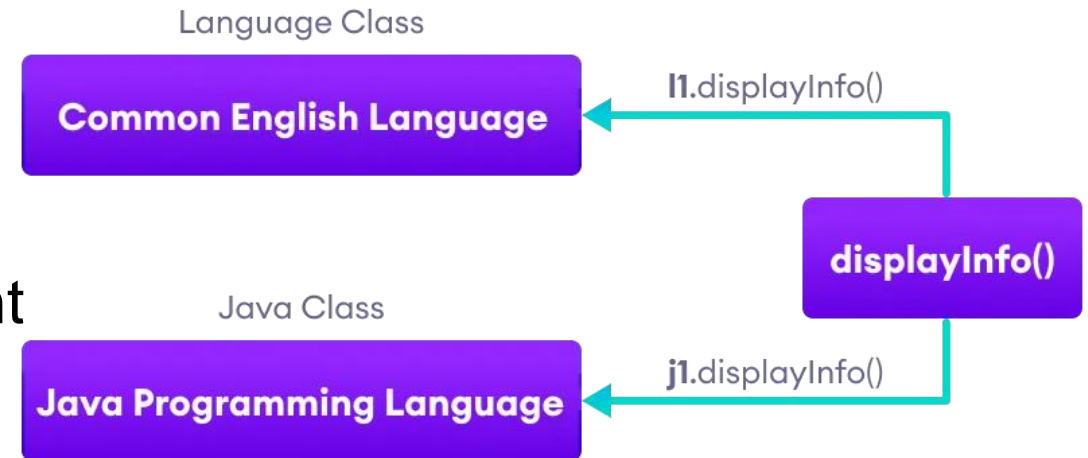 Language Class
Common English Language
l1.displayInfo()
displayInfo()
Java Class
Java Programming Language
j1.displayInfo()